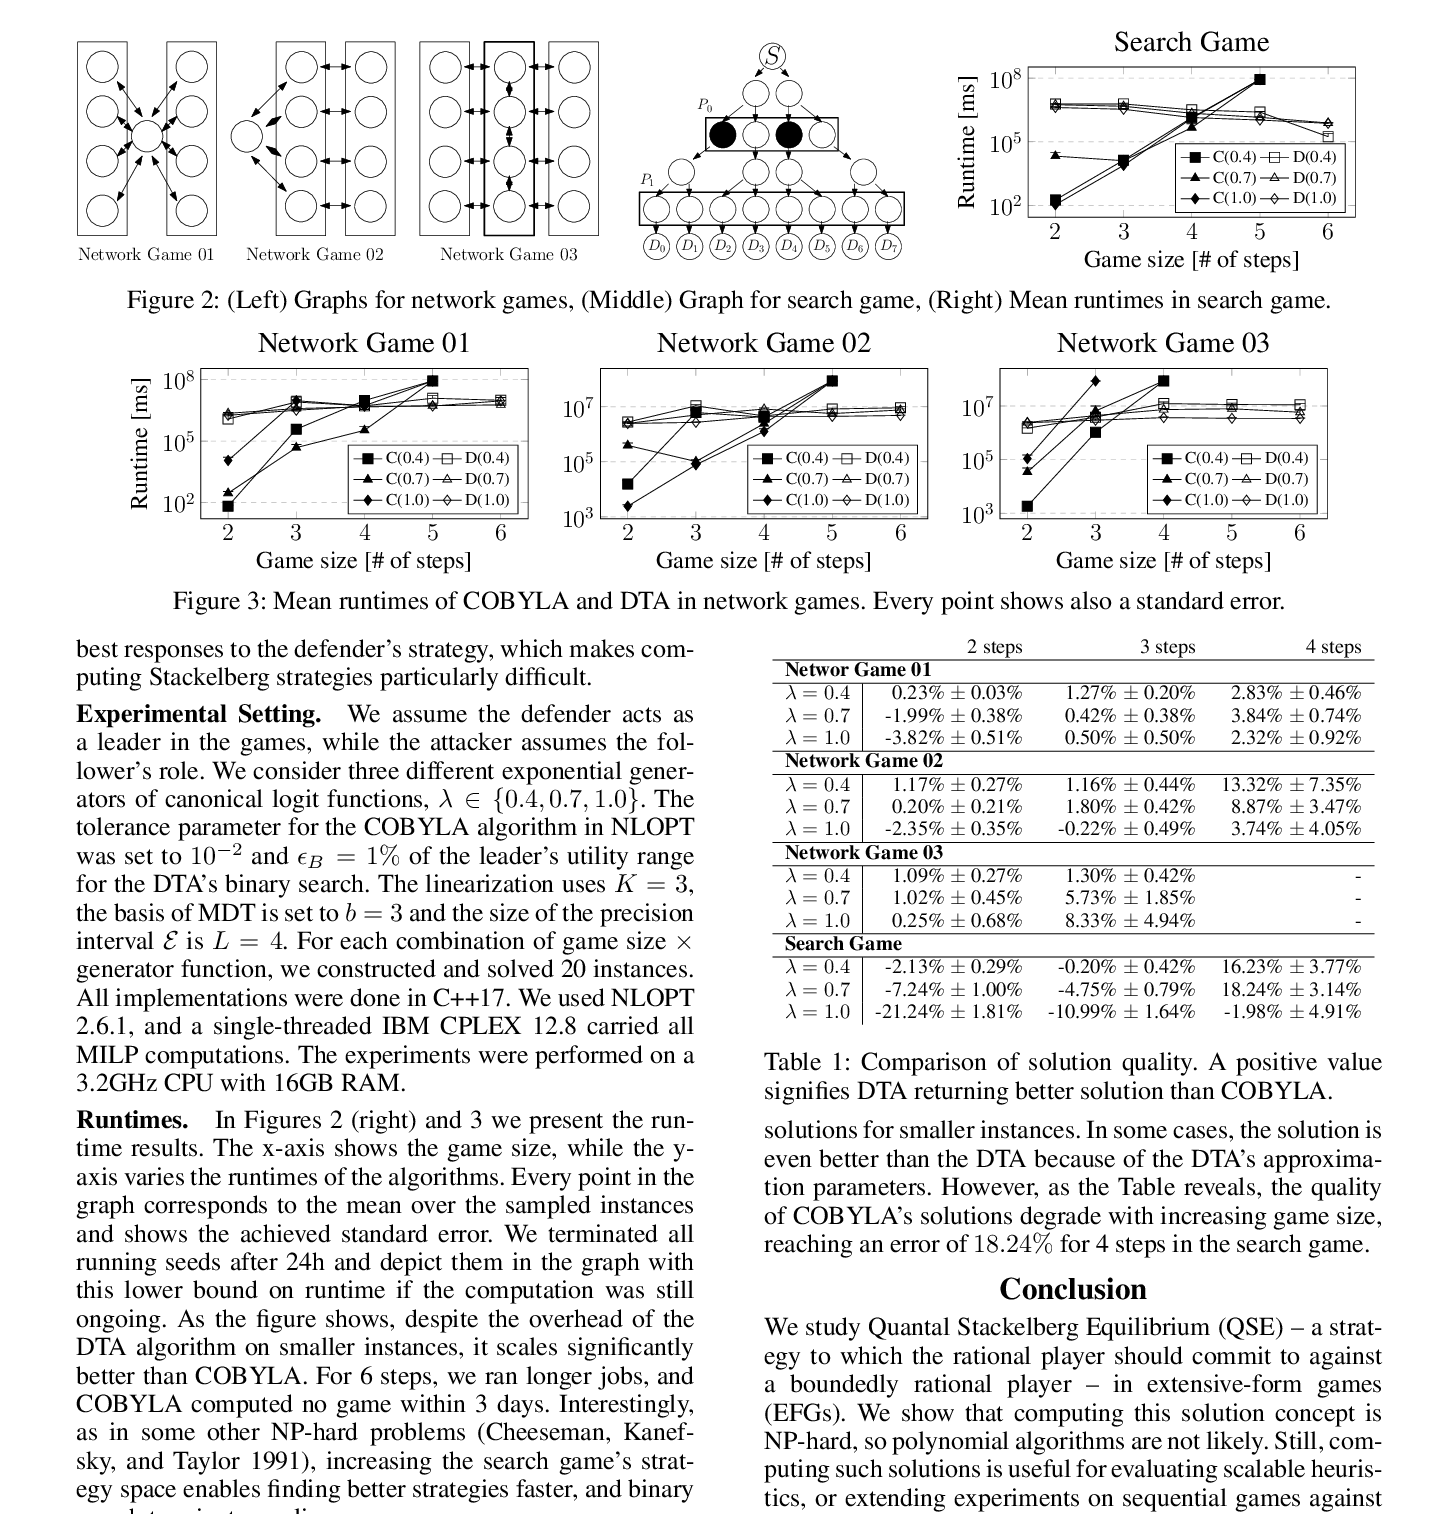 Network Game 01
Network Game 02
Network Game 03
S
P0
P1
D0 D1 D2 D3 D4 D5 D6 D7
Search Game
Runtime [ms]
10^8
10^5
10^2
C(0.4) D(0.4)
C(0.7) D(0.7)
C(1.0) D(1.0)
2 3 4 5 6
Game size [# of steps]
Figure 2: (Left) Graphs for network games, (Middle) Graph for search game, (Right) Mean runtimes in search game.
Network Game 01
Runtime [ms]
10^8
10^5
10^2
C(0.4) D(0.4)
C(0.7) D(0.7)
C(1.0) D(1.0)
2 3 4 5 6
Game size [# of steps]
Network Game 02
10^7
10^5
10^3
C(0.4) D(0.4)
C(0.7) D(0.7)
C(1.0) D(1.0)
2 3 4 5 6
Game size [# of steps]
Network Game 03
10^7
10^5
10^3
C(0.4) D(0.4)
C(0.7) D(0.7)
C(1.0) D(1.0)
2 3 4 5 6
Game size [# of steps]
Figure 3: Mean runtimes of COBYLA and DTA in network games. Every point shows also a standard error.
best responses to the defender's strategy, which makes com-
puting Stackelberg strategies particularly difficult.
Experimental Setting. We assume the defender acts as
a leader in the games, while the attacker assumes the fol-
lower's role. We consider three different exponential gener-
ators of canonical logit functions, λ ∈ {0.4, 0.7, 1.0}. The
tolerance parameter for the COBYLA algorithm in NLOPT
was set to 10^−2 and ϵB = 1% of the leader's utility range
for the DTA's binary search. The linearization uses K = 3,
the basis of MDT is set to b = 3 and the size of the precision
interval ℰ is L = 4. For each combination of game size ×
generator function, we constructed and solved 20 instances.
All implementations were done in C++17. We used NLOPT
2.6.1, and a single-threaded IBM CPLEX 12.8 carried all
MILP computations. The experiments were performed on a
3.2GHz CPU with 16GB RAM.
Runtimes. In Figures 2 (right) and 3 we present the run-
time results. The x-axis shows the game size, while the y-
axis varies the runtimes of the algorithms. Every point in the
graph corresponds to the mean over the sampled instances
and shows the achieved standard error. We terminated all
running seeds after 24h and depict them in the graph with
this lower bound on runtime if the computation was still
ongoing. As the figure shows, despite the overhead of the
DTA algorithm on smaller instances, it scales significantly
better than COBYLA. For 6 steps, we ran longer jobs, and
COBYLA computed no game within 3 days. Interestingly,
as in some other NP-hard problems (Cheeseman, Kanef-
sky, and Taylor 1991), increasing the search game's strat-
egy space enables finding better strategies faster, and binary
2 steps 3 steps 4 steps
Networ Game 01
λ = 0.4 0.23% ± 0.03% 1.27% ± 0.20% 2.83% ± 0.46%
λ = 0.7 -1.99% ± 0.38% 0.42% ± 0.38% 3.84% ± 0.74%
λ = 1.0 -3.82% ± 0.51% 0.50% ± 0.50% 2.32% ± 0.92%
Network Game 02
λ = 0.4 1.17% ± 0.27% 1.16% ± 0.44% 13.32% ± 7.35%
λ = 0.7 0.20% ± 0.21% 1.80% ± 0.42% 8.87% ± 3.47%
λ = 1.0 -2.35% ± 0.35% -0.22% ± 0.49% 3.74% ± 4.05%
Network Game 03
λ = 0.4 1.09% ± 0.27% 1.30% ± 0.42% -
λ = 0.7 1.02% ± 0.45% 5.73% ± 1.85% -
λ = 1.0 0.25% ± 0.68% 8.33% ± 4.94% -
Search Game
λ = 0.4 -2.13% ± 0.29% -0.20% ± 0.42% 16.23% ± 3.77%
λ = 0.7 -7.24% ± 1.00% -4.75% ± 0.79% 18.24% ± 3.14%
λ = 1.0 -21.24% ± 1.81% -10.99% ± 1.64% -1.98% ± 4.91%
Table 1: Comparison of solution quality. A positive value
signifies DTA returning better solution than COBYLA.
solutions for smaller instances. In some cases, the solution is
even better than the DTA because of the DTA's approxima-
tion parameters. However, as the Table reveals, the quality
of COBYLA's solutions degrade with increasing game size,
reaching an error of 18.24% for 4 steps in the search game.
Conclusion
We study Quantal Stackelberg Equilibrium (QSE) – a strat-
egy to which the rational player should commit to against
a boundedly rational player – in extensive-form games
(EFGs). We show that computing this solution concept is
NP-hard, so polynomial algorithms are not likely. Still, com-
puting such solutions is useful for evaluating scalable heuris-
tics, or extending experiments on sequential games against